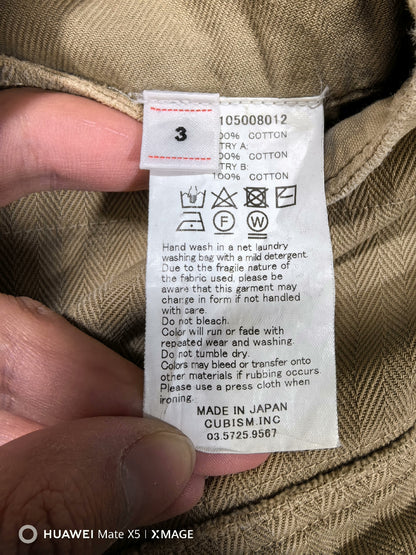 105008012
3
00% COTTON
TRY A:
00% COTTON
TRY B:
100% COTTON
F W
Hand wash in a net laundry
washing bag with a mild detergent.
Due to the fragile nature of
the fabric used, please be
aware that this garment may
change in form if not handled
with care.
Do not bleach.
Color will run or fade with
repeated wear and washing.
Do not tumble dry.
Colors may bleed or transfer onto
other materials if rubbing occurs.
Please use a press cloth when
ironing.
MADE IN JAPAN
CUBISM.INC
03.5725.9567
HUAWEI Mate X5 | XMAGE